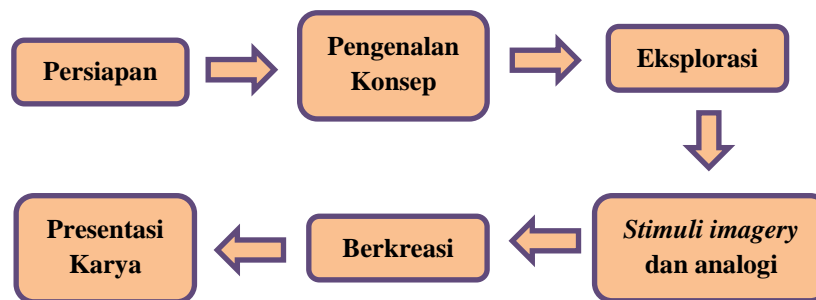 Persiapan
Pengenalan
Konsep
Eksplorasi
Stimuli imagery
dan analogi
Berkreasi
Presentasi
Karya